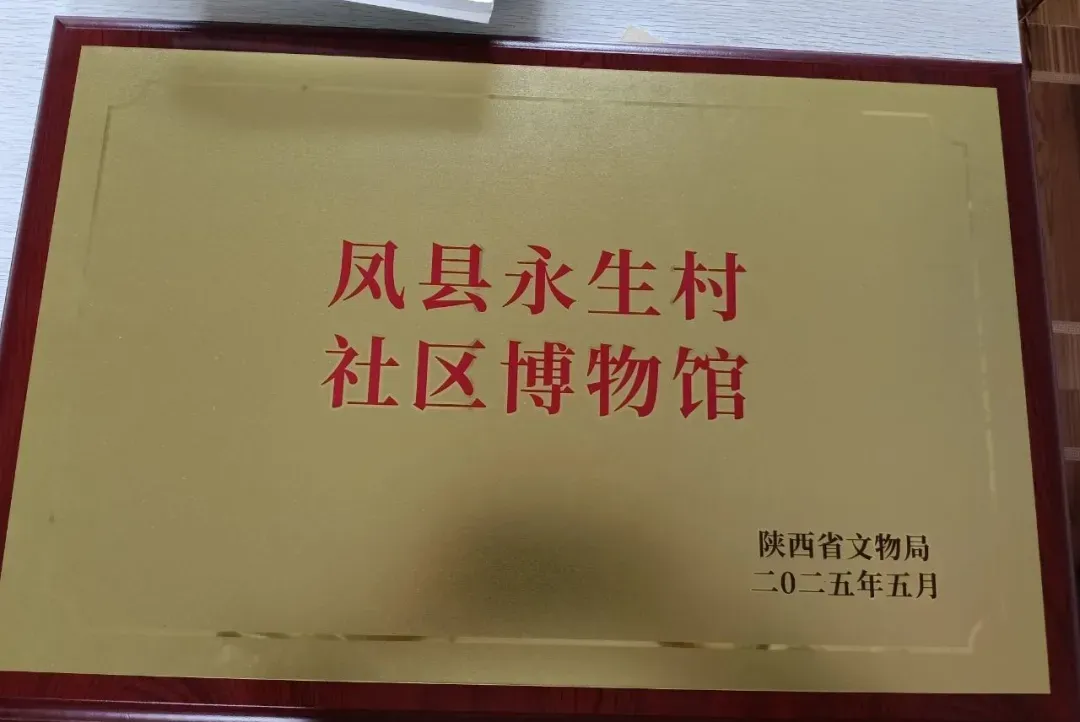 凤县永生村
社区博物馆
陕西省文物局
二〇二五年五月